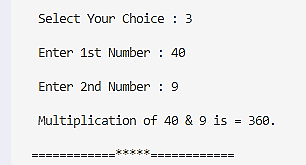 Select Your Choice : 3
Enter 1st Number : 40
Enter 2nd Number : 9
Multiplication of 40 & 9 is = 360.
============*****============